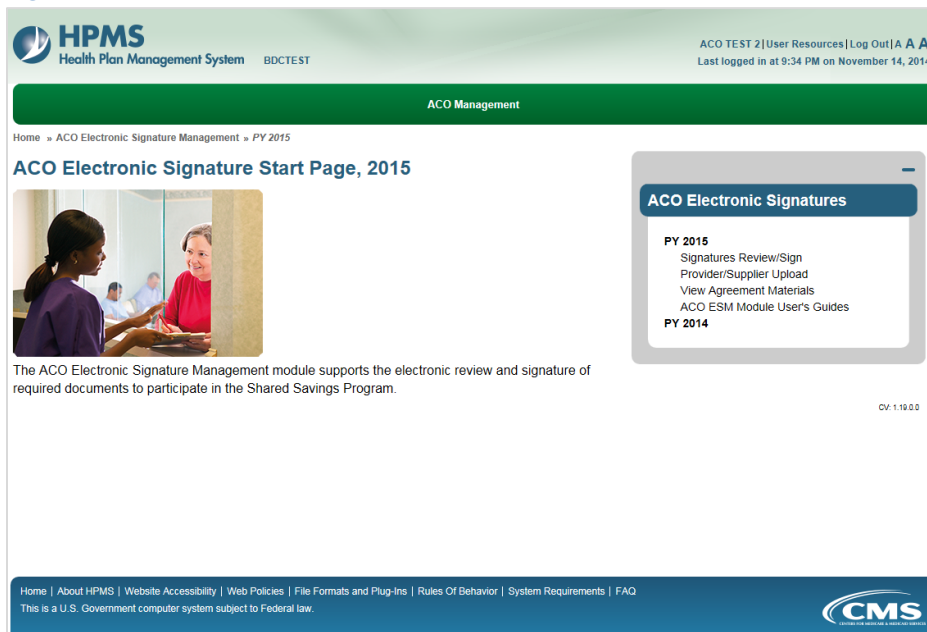 HPMS
Health Plan Management System BDCTEST
ACO TEST 2|User Resources|Log Out|A A A
Last logged in at 9:34 PM on November 14, 2014
ACO Management
Home » ACO Electronic Signature Management » PY 2015
ACO Electronic Signature Start Page, 2015
The ACO Electronic Signature Management module supports the electronic review and signature of
required documents to participate in the Shared Savings Program.
ACO Electronic Signatures
PY 2015
Signatures Review/Sign
Provider/Supplier Upload
View Agreement Materials
ACO ESM Module User's Guides
PY 2014
CV: 1.19.0.0
Home | About HPMS | Website Accessibility | Web Policies | File Formats and Plug-Ins | Rules Of Behavior | System Requirements | FAQ
This is a U.S. Government computer system subject to Federal law.
CMS
CENTERS FOR MEDICARE & MEDICAID SERVICES